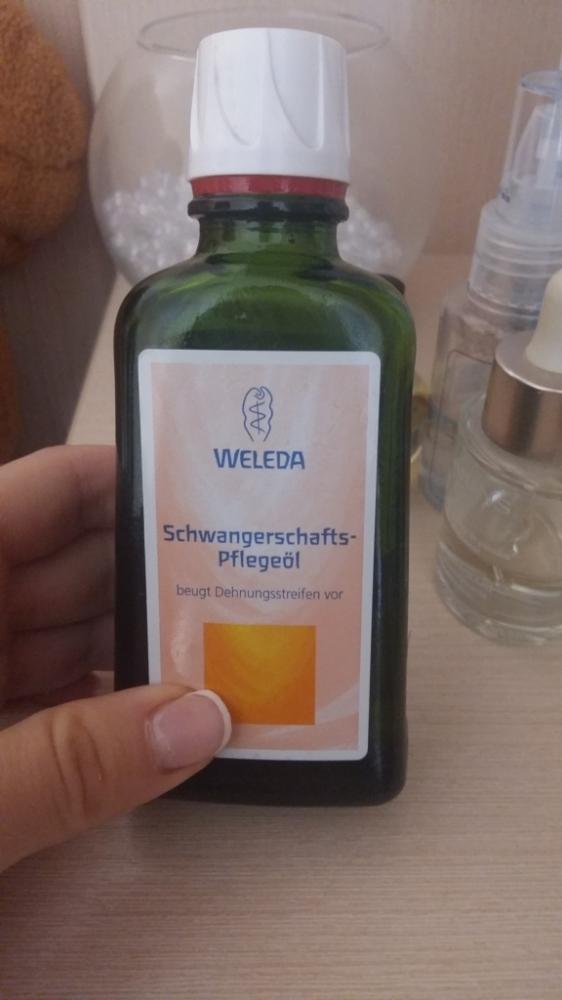 WELEDA
Schwangerschafts-
Pflegeöl
beugt Dehnungsstreifen vor